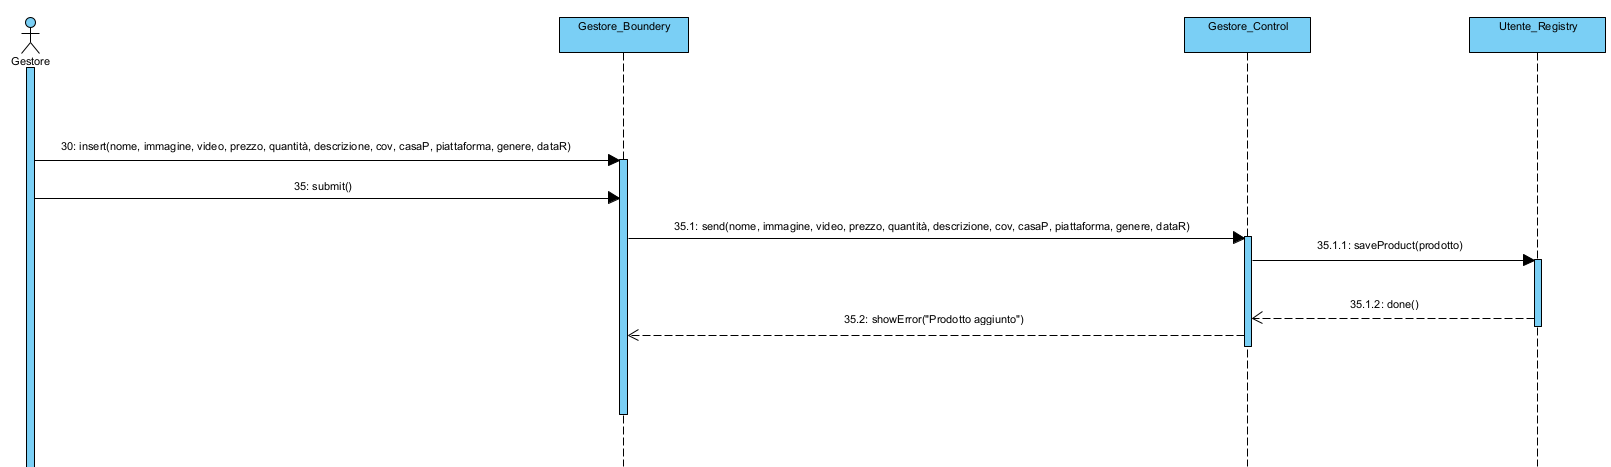 Gestore_Boundery
Gestore_Control
Utente_Registry
Gestore
30: insert(nome, immagine, video, prezzo, quantità, descrizione, cov, casaP, piattaforma, genere, dataR)
35: submit()
35.1: send(nome, immagine, video, prezzo, quantità, descrizione, cov, casaP, piattaforma, genere, dataR)
35.1.1: saveProduct(prodotto)
35.1.2: done()
35.2: showError("Prodotto aggiunto")